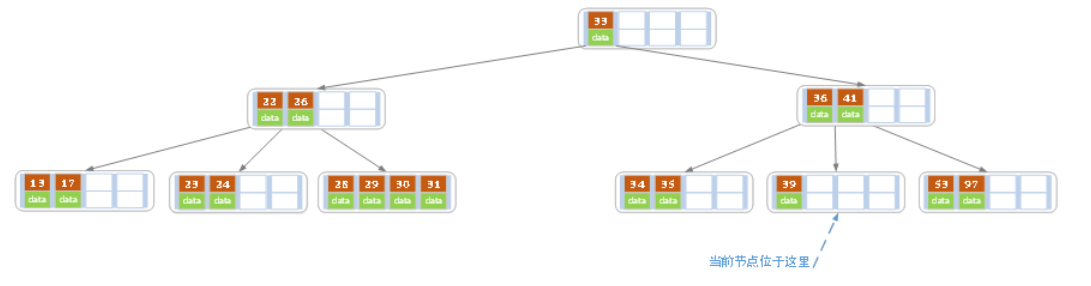 33
data
22 26
data data
36 41
data data
13 17
data data
23 24
data data
28 29 30 31
data data data data
34 35
data data
39
data
53 97
data data
当前节点位于这里